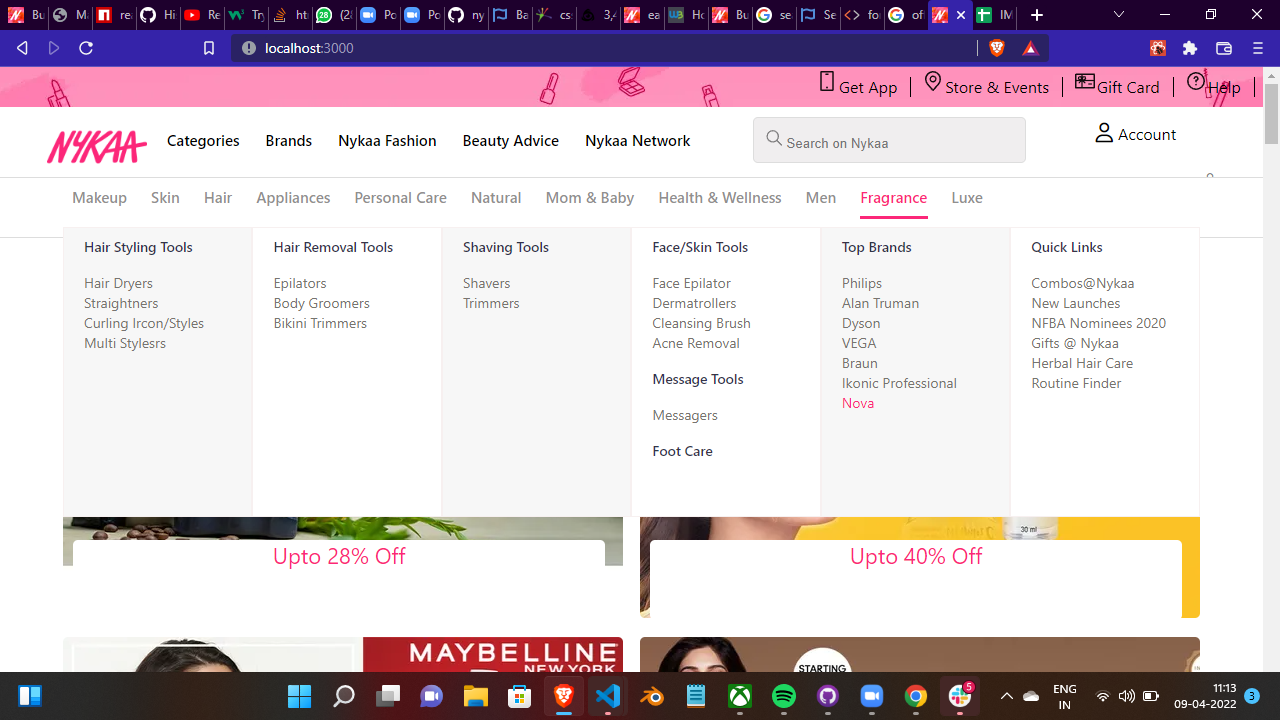 Bu
M
rea
Hi
Re
Try
ht
(2
Po
Po
ny
Ba
cs
3,4
ea
Ho
Bu
se
Se
fo
of
IM
localhost:3000
Get App
Store & Events
Gift Card
Help
NYKAA
Categories
Brands
Nykaa Fashion
Beauty Advice
Nykaa Network
Search on Nykaa
Account
Makeup
Skin
Hair
Appliances
Personal Care
Natural
Mom & Baby
Health & Wellness
Men
Fragrance
Luxe
Hair Styling Tools
Hair Dryers
Straightners
Curling Ircon/Styles
Multi Stylesrs
Hair Removal Tools
Epilators
Body Groomers
Bikini Trimmers
Shaving Tools
Shavers
Trimmers
Face/Skin Tools
Face Epilator
Dermatrollers
Cleansing Brush
Acne Removal
Message Tools
Messagers
Foot Care
Top Brands
Philips
Alan Truman
Dyson
VEGA
Braun
Ikonic Professional
Nova
Quick Links
Combos@Nykaa
New Launches
NFBA Nominees 2020
Gifts @ Nykaa
Herbal Hair Care
Routine Finder
30 ml
Upto 28% Off
Upto 40% Off
MAYBELLINE
NEW YORK
STARTING
5
ENG
IN
11:13
09-04-2022
3